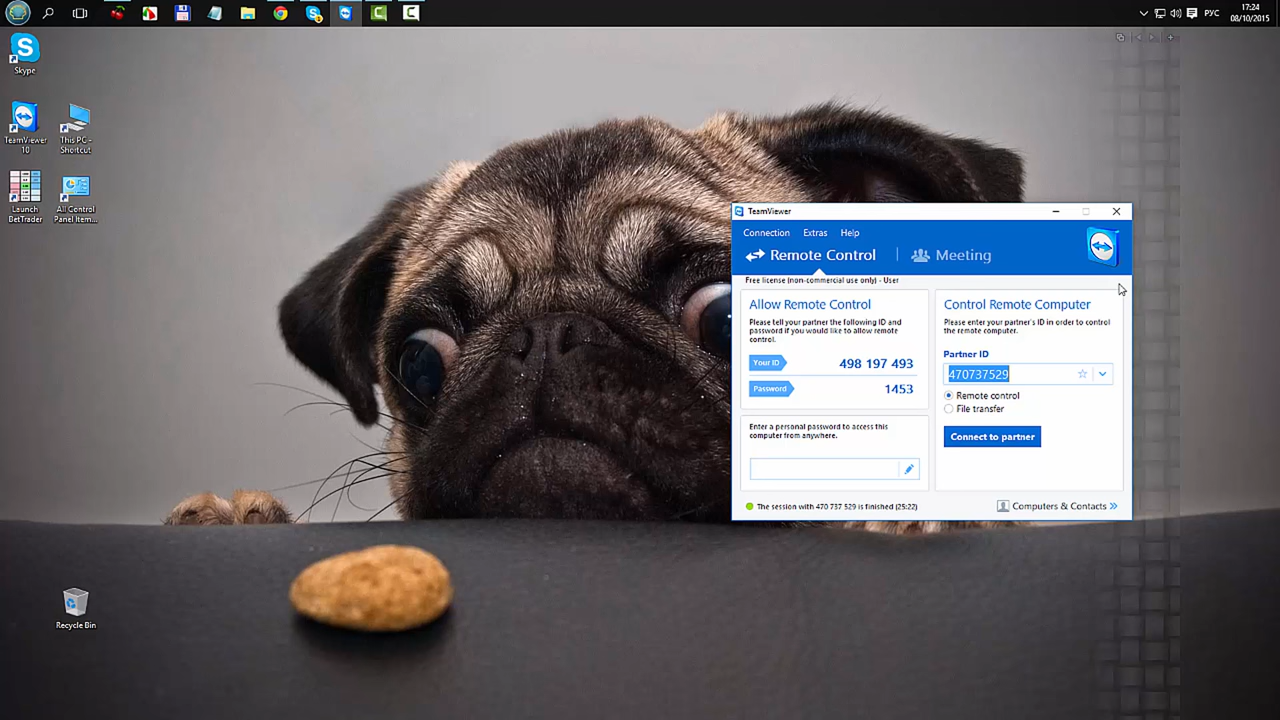 17:24
РУС
08/10/2015
Skype
TeamViewer
10
This PC -
Shortcut
Launch
BetTrader
All Control
Panel Item...
Recycle Bin
TeamViewer
Connection Extras Help
Remote Control
Meeting
Free license (non-commercial use only) - User
Allow Remote Control
Please tell your partner the following ID and
password if you would like to allow remote
control.
Your ID 498 197 493
Password 1453
Enter a personal password to access this
computer from anywhere.
Control Remote Computer
Please enter your partner's ID in order to control
the remote computer.
Partner ID
470737529
Remote control
File transfer
Connect to partner
The session with 470 737 529 is finished (25:22)
Computers & Contacts